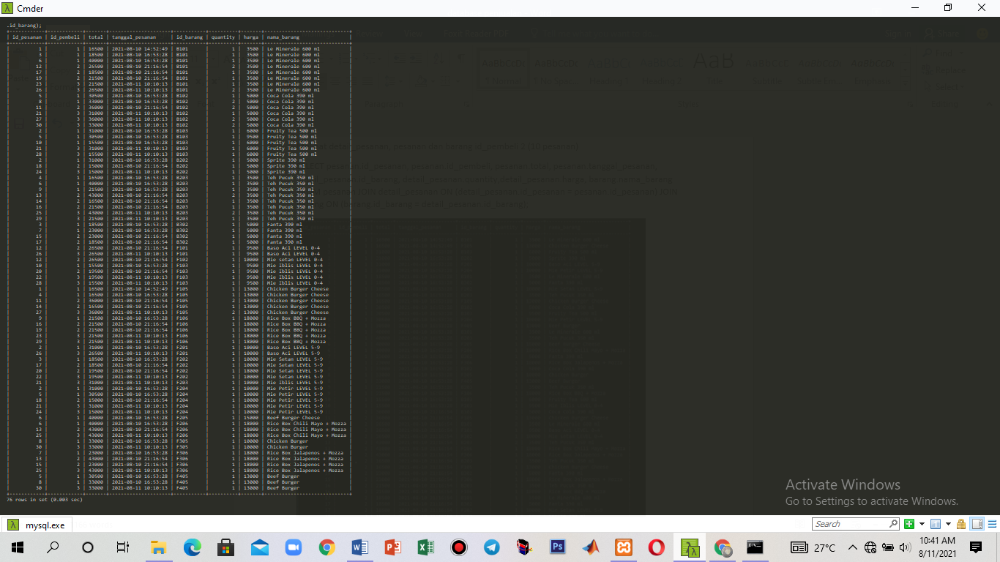 Cmder
.id_barang);
| id_pesanan | id_pembeli | total | tanggal_pesanan | id_barang | quantity | harga | nama_barang |
| 1 | 1 | 16500 | 2021-08-10 14:52:49 | B101 | 1 | 3500 | Le Minerale 600 ml |
| 3 | 1 | 18500 | 2021-08-10 16:53:28 | B101 | 1 | 3500 | Le Minerale 600 ml |
| 6 | 1 | 40000 | 2021-08-10 16:53:28 | B101 | 1 | 3500 | Le Minerale 600 ml |
| 12 | 2 | 26500 | 2021-08-10 21:16:54 | B101 | 2 | 3500 | Le Minerale 600 ml |
| 17 | 2 | 18500 | 2021-08-10 21:16:54 | B101 | 1 | 3500 | Le Minerale 600 ml |
| 19 | 2 | 21500 | 2021-08-10 21:16:54 | B101 | 1 | 3500 | Le Minerale 600 ml |
| 23 | 3 | 21500 | 2021-08-11 10:10:13 | B101 | 1 | 3500 | Le Minerale 600 ml |
| 26 | 3 | 26500 | 2021-08-11 10:10:13 | B101 | 2 | 3500 | Le Minerale 600 ml |
| 5 | 1 | 30500 | 2021-08-10 16:53:28 | B102 | 1 | 5000 | Coca Cola 390 ml |
| 8 | 1 | 33000 | 2021-08-10 16:53:28 | B102 | 2 | 5000 | Coca Cola 390 ml |
| 11 | 2 | 36000 | 2021-08-10 21:16:54 | B102 | 2 | 5000 | Coca Cola 390 ml |
| 21 | 3 | 31000 | 2021-08-11 10:10:13 | B102 | 1 | 5000 | Coca Cola 390 ml |
| 27 | 3 | 36000 | 2021-08-11 10:10:13 | B102 | 2 | 5000 | Coca Cola 390 ml |
| 30 | 3 | 33000 | 2021-08-11 10:10:13 | B102 | 2 | 5000 | Coca Cola 390 ml |
| 2 | 1 | 31000 | 2021-08-10 16:53:28 | B103 | 1 | 6000 | Fruity Tea 500 ml |
| 5 | 1 | 30500 | 2021-08-10 16:53:28 | B103 | 1 | 9500 | Fruity Tea 500 ml |
| 10 | 1 | 15500 | 2021-08-10 16:53:28 | B103 | 1 | 6000 | Fruity Tea 500 ml |
| 21 | 3 | 31000 | 2021-08-11 10:10:13 | B103 | 1 | 6000 | Fruity Tea 500 ml |
| 28 | 3 | 15500 | 2021-08-11 10:10:13 | B103 | 1 | 6000 | Fruity Tea 500 ml |
| 2 | 1 | 31000 | 2021-08-10 16:53:28 | B202 | 1 | 5000 | Sprite 390 ml |
| 18 | 2 | 15000 | 2021-08-10 21:16:54 | B202 | 1 | 5000 | Sprite 390 ml |
| 24 | 3 | 15000 | 2021-08-11 10:10:13 | B202 | 1 | 5000 | Sprite 390 ml |
| 4 | 1 | 16500 | 2021-08-10 16:53:28 | B203 | 1 | 3500 | Teh Pucuk 350 ml |
| 6 | 1 | 40000 | 2021-08-10 16:53:28 | B203 | 1 | 3500 | Teh Pucuk 350 ml |
| 9 | 1 | 21500 | 2021-08-10 16:53:28 | B203 | 1 | 3500 | Teh Pucuk 350 ml |
| 13 | 2 | 43000 | 2021-08-10 21:16:54 | B203 | 2 | 3500 | Teh Pucuk 350 ml |
| 14 | 2 | 16500 | 2021-08-10 21:16:54 | B203 | 1 | 3500 | Teh Pucuk 350 ml |
| 16 | 2 | 21500 | 2021-08-10 21:16:54 | B203 | 1 | 3500 | Teh Pucuk 350 ml |
| 25 | 3 | 43000 | 2021-08-11 10:10:13 | B203 | 2 | 3500 | Teh Pucuk 350 ml |
| 29 | 3 | 21500 | 2021-08-11 10:10:13 | B203 | 1 | 3500 | Teh Pucuk 350 ml |
| 3 | 1 | 18500 | 2021-08-10 16:53:28 | B302 | 1 | 5000 | Fanta 390 ml |
| 7 | 1 | 23000 | 2021-08-10 16:53:28 | B302 | 1 | 5000 | Fanta 390 ml |
| 15 | 2 | 23000 | 2021-08-10 21:16:54 | B302 | 1 | 5000 | Fanta 390 ml |
| 17 | 2 | 18500 | 2021-08-10 21:16:54 | B302 | 1 | 5000 | Fanta 390 ml |
| 12 | 2 | 26500 | 2021-08-10 21:16:54 | F101 | 1 | 9500 | Baso Aci LEVEL 0-4 |
| 26 | 3 | 26500 | 2021-08-11 10:10:13 | F101 | 1 | 9500 | Baso Aci LEVEL 0-4 |
| 12 | 2 | 26500 | 2021-08-10 21:16:54 | F102 | 1 | 10000 | Mie setan LEVEL 0-4 |
| 10 | 1 | 15500 | 2021-08-10 16:53:28 | F103 | 1 | 9500 | Mie Iblis LEVEL 0-4 |
| 20 | 2 | 19500 | 2021-08-10 21:16:54 | F103 | 1 | 9500 | Mie Iblis LEVEL 0-4 |
| 22 | 3 | 19500 | 2021-08-11 10:10:13 | F103 | 1 | 9500 | Mie Iblis LEVEL 0-4 |
| 28 | 3 | 15500 | 2021-08-11 10:10:13 | F103 | 1 | 9500 | Mie Iblis LEVEL 0-4 |
| 1 | 1 | 16500 | 2021-08-10 14:52:49 | F105 | 1 | 13000 | Chicken Burger Cheese |
| 4 | 1 | 16500 | 2021-08-10 16:53:28 | F105 | 1 | 13000 | Chicken Burger Cheese |
| 11 | 2 | 36000 | 2021-08-10 21:16:54 | F105 | 2 | 13000 | Chicken Burger Cheese |
| 14 | 2 | 16500 | 2021-08-10 21:16:54 | F105 | 1 | 13000 | Chicken Burger Cheese |
| 27 | 3 | 36000 | 2021-08-11 10:10:13 | F105 | 2 | 13000 | Chicken Burger Cheese |
| 9 | 1 | 21500 | 2021-08-10 16:53:28 | F106 | 1 | 18000 | Rice Box BBQ + Mozza |
| 16 | 2 | 21500 | 2021-08-10 21:16:54 | F106 | 1 | 18000 | Rice Box BBQ + Mozza |
| 19 | 2 | 21500 | 2021-08-10 21:16:54 | F106 | 1 | 18000 | Rice Box BBQ + Mozza |
| 23 | 3 | 21500 | 2021-08-11 10:10:13 | F106 | 1 | 18000 | Rice Box BBQ + Mozza |
| 29 | 3 | 21500 | 2021-08-11 10:10:13 | F106 | 1 | 18000 | Rice Box BBQ + Mozza |
| 2 | 1 | 31000 | 2021-08-10 16:53:28 | F201 | 1 | 10000 | Baso Aci LEVEL 5-9 |
| 26 | 3 | 26500 | 2021-08-11 10:10:13 | F201 | 1 | 10000 | Baso Aci LEVEL 5-9 |
| 3 | 1 | 18500 | 2021-08-10 16:53:28 | F202 | 1 | 10000 | Mie Setan LEVEL 5-9 |
| 17 | 2 | 18500 | 2021-08-10 21:16:54 | F202 | 1 | 10000 | Mie Setan LEVEL 5-9 |
| 20 | 2 | 19500 | 2021-08-10 21:16:54 | F202 | 1 | 10000 | Mie Setan LEVEL 5-9 |
| 22 | 3 | 19500 | 2021-08-11 10:10:13 | F202 | 1 | 10000 | Mie Setan LEVEL 5-9 |
| 21 | 3 | 31000 | 2021-08-11 10:10:13 | F203 | 1 | 10000 | Mie Iblis LEVEL 5-9 |
| 2 | 1 | 31000 | 2021-08-10 16:53:28 | F204 | 1 | 10000 | Mie Petir LEVEL 5-9 |
| 5 | 1 | 30500 | 2021-08-10 16:53:28 | F204 | 1 | 10000 | Mie Petir LEVEL 5-9 |
| 18 | 2 | 15000 | 2021-08-10 21:16:54 | F204 | 1 | 10000 | Mie Petir LEVEL 5-9 |
| 21 | 3 | 31000 | 2021-08-11 10:10:13 | F204 | 1 | 10000 | Mie Petir LEVEL 5-9 |
| 24 | 3 | 15000 | 2021-08-11 10:10:13 | F204 | 1 | 10000 | Mie Petir LEVEL 5-9 |
| 6 | 1 | 40000 | 2021-08-10 16:53:28 | F205 | 1 | 15000 | Beef Burger Cheese |
| 6 | 1 | 40000 | 2021-08-10 16:53:28 | F206 | 1 | 18000 | Rice Box Chili Mayo + Mozza |
| 13 | 2 | 43000 | 2021-08-10 21:16:54 | F206 | 1 | 18000 | Rice Box Chili Mayo + Mozza |
| 25 | 3 | 43000 | 2021-08-11 10:10:13 | F206 | 1 | 18000 | Rice Box Chili Mayo + Mozza |
| 8 | 1 | 33000 | 2021-08-10 16:53:28 | F305 | 1 | 10000 | Chicken Burger |
| 30 | 3 | 33000 | 2021-08-11 10:10:13 | F305 | 1 | 10000 | Chicken Burger |
| 7 | 1 | 23000 | 2021-08-10 16:53:28 | F306 | 1 | 18000 | Rice Box Jalapenos + Mozza |
| 13 | 2 | 43000 | 2021-08-10 21:16:54 | F306 | 1 | 18000 | Rice Box Jalapenos + Mozza |
| 15 | 2 | 23000 | 2021-08-10 21:16:54 | F306 | 1 | 18000 | Rice Box Jalapenos + Mozza |
| 25 | 3 | 43000 | 2021-08-11 10:10:13 | F306 | 1 | 18000 | Rice Box Jalapenos + Mozza |
| 5 | 1 | 30500 | 2021-08-10 16:53:28 | F405 | 1 | 13000 | Beef Burger |
| 8 | 1 | 33000 | 2021-08-10 16:53:28 | F405 | 1 | 13000 | Beef Burger |
| 30 | 3 | 33000 | 2021-08-11 10:10:13 | F405 | 1 | 13000 | Beef Burger |
76 rows in set (0.003 sec)
Activate Windows
Go to Settings to activate Windows.
mysql.exe
Search
27°C
10:41 AM
8/11/2021